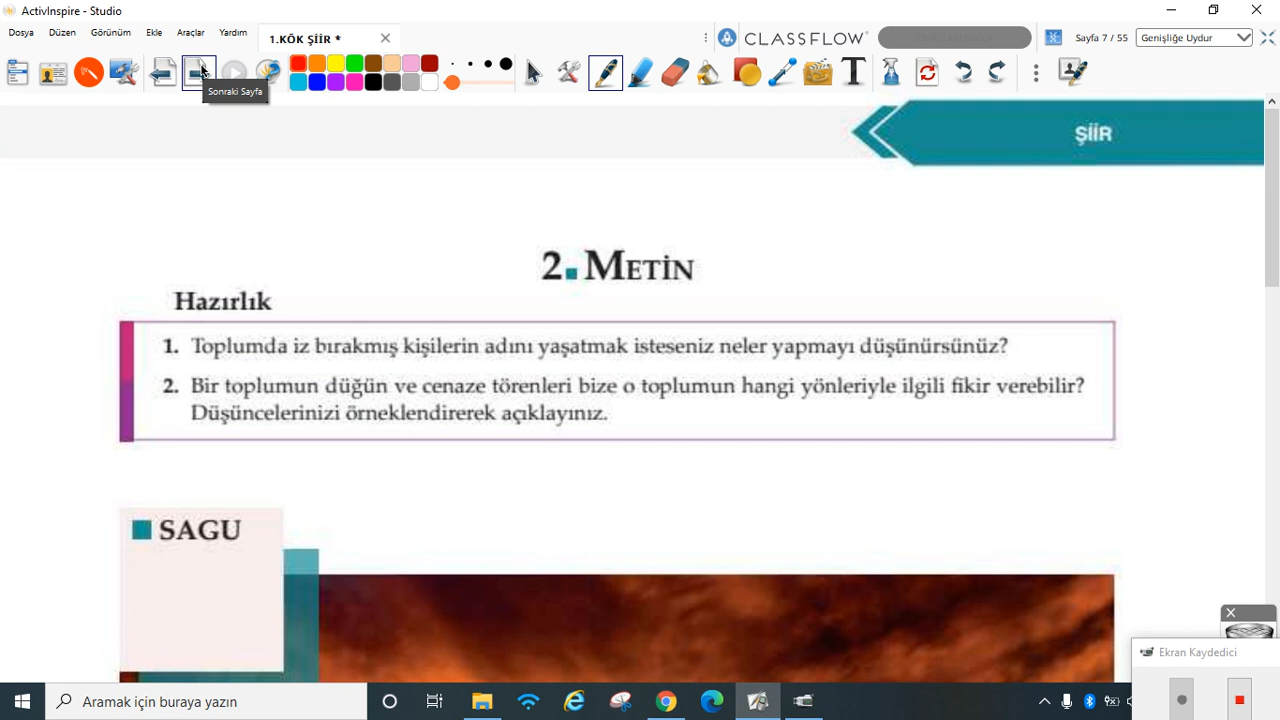 ActivInspire - Studio
Dosya Düzen Görünüm Ekle Araçlar Yardım
1.KÖK ŞİİR *
CLASSFLOW
Sayfa 7 / 55
Genişliğe Uydur
Sonraki Sayfa
ŞİİR
2. METİN
Hazırlık
1. Toplumda iz bırakmış kişilerin adını yaşatmak isteseniz neler yapmayı düşünürsünüz?
2. Bir toplumun düğün ve cenaze törenleri bize o toplumun hangi yönleriyle ilgili fikir verebilir?
Düşüncelerinizi örneklendirerek açıklayınız.
SAGU
Ekran Kaydedici
Aramak için buraya yazın